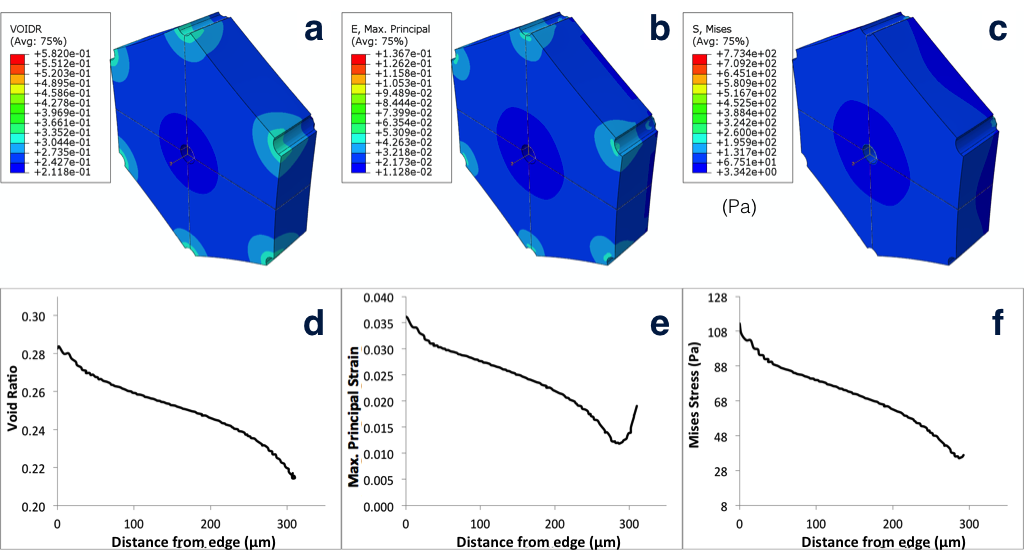 VOIDR
(Avg: 75%)
+5.820e-01
+5.512e-01
+5.203e-01
+4.895e-01
+4.586e-01
+4.278e-01
+3.969e-01
+3.661e-01
+3.352e-01
+3.044e-01
+2.735e-01
+2.427e-01
+2.118e-01
a
E, Max. Principal
(Avg: 75%)
+1.367e-01
+1.262e-01
+1.158e-01
+1.053e-01
+9.489e-02
+8.444e-02
+7.399e-02
+6.354e-02
+5.309e-02
+4.263e-02
+3.218e-02
+2.173e-02
+1.128e-02
b
S, Mises
(Avg: 75%)
+7.734e+02
+7.092e+02
+6.451e+02
+5.809e+02
+5.167e+02
+4.525e+02
+3.884e+02
+3.242e+02
+2.600e+02
+1.959e+02
+1.317e+02
+6.751e+01
+3.342e+00
(Pa)
c
d
Void Ratio
0.30
0.28
0.26
0.24
0.22
0.20
0 100 200 300
Distance from edge (μm)
e
Max. Principal Strain
0.040
0.035
0.030
0.025
0.020
0.015
0.010
0.005
0.000
0 100 200 300
Distance from edge (μm)
f
Mises Stress (Pa)
128
108
88
68
48
28
8
0 100 200 300
Distance from edge (μm)